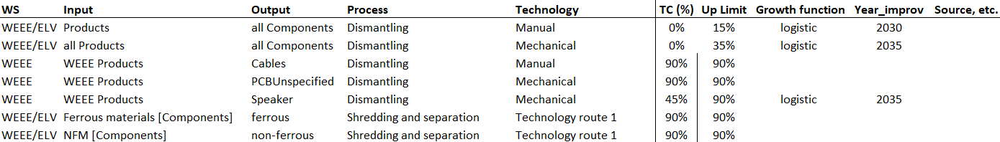 WS Input Output Process Technology TC (%) Up Limit Growth function Year_improv Source, etc.
WEEE/ELV Products all Components Dismantling Manual 0% 15% logistic 2030
WEEE/ELV all Products all Components Dismantling Mechanical 0% 35% logistic 2035
WEEE WEEE Products Cables Dismantling Manual 90% 90%
WEEE WEEE Products PCBUnspecified Dismantling Mechanical 90% 90%
WEEE WEEE Products Speaker Dismantling Mechanical 45% 90% logistic 2035
WEEE/ELV Ferrous materials [Components] ferrous Shredding and separation Technology route 1 90% 90%
WEEE/ELV NFM [Components] non-ferrous Shredding and separation Technology route 1 90% 90%